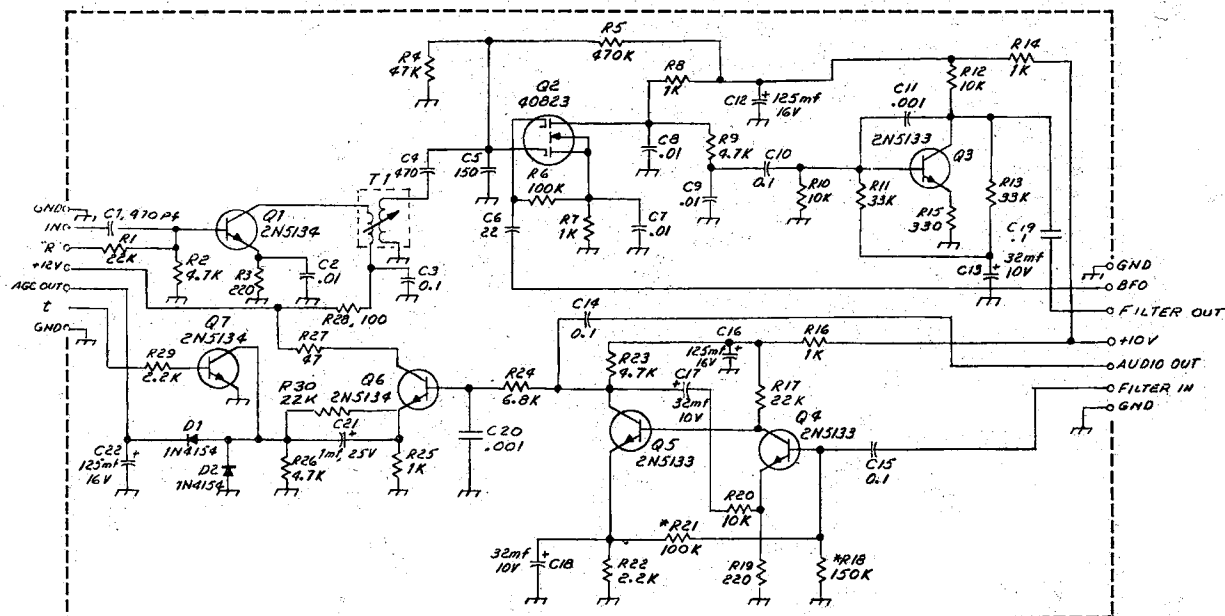 R4
47K
R5
470K
R8
1K
C12
125mf
16V
R12
10K
R14
1K
C11
.001
2N5133
Q3
Q2
40823
C8
.01
R9
4.7K
C10
0.1
R10
10K
R11
33K
R13
33K
R15
330
C19
.1
32mf
10V
C13
C4
470
C5
150
T1
R6
100K
C6
22
R7
1K
C7
.01
C9
.01
GND
IN
"R"
+12V
AGC OUT
t
GND
C1, 470 Pf
R1
22K
R2
4.7K
Q1
2N5134
R3
220
C2
.01
C3
0.1
R28, 100
GND
BFO
FILTER OUT
+10V
AUDIO OUT
FILTER IN
GND
Q7
2N5134
R29
2.2K
R27
47
Q6
2N5134
R30
22K
C21
1mf, 25V
D1
1N4154
D2
1N4154
C22
125mf
16V
R26
4.7K
R25
1K
C20
.001
R24
6.8K
C14
0.1
R23
4.7K
C16
125mf
16V
R16
1K
C17
32mf
10V
R17
22K
Q4
2N5133
Q5
2N5133
C15
0.1
R20
10K
*R21
100K
32mf
10V
C18
R22
2.2K
R19
220
*R18
150K